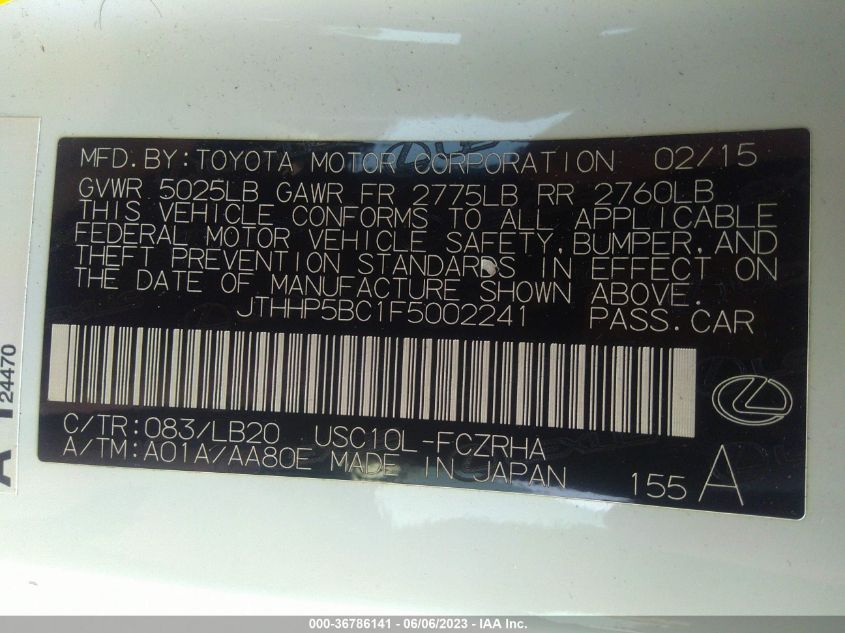 MFD. BY: TOYOTA MOTOR CORPORATION 02/15
GVWR 5025LB GAWR FR 2775LB RR 2760LB
THIS VEHICLE CONFORMS TO ALL APPLICABLE
FEDERAL MOTOR VEHICLE SAFETY, BUMPER, AND
THEFT PREVENTION STANDARDS IN EFFECT ON
THE DATE OF MANUFACTURE SHOWN ABOVE.
JTHHP5BC1F5002241 PASS. CAR
C/TR: 083/LB20 USC10L-FCZRHA
A/TM: A01A/AA80E MADE IN JAPAN
155 A
24470
000-36786141 - 06/06/2023 - © IAA Inc.